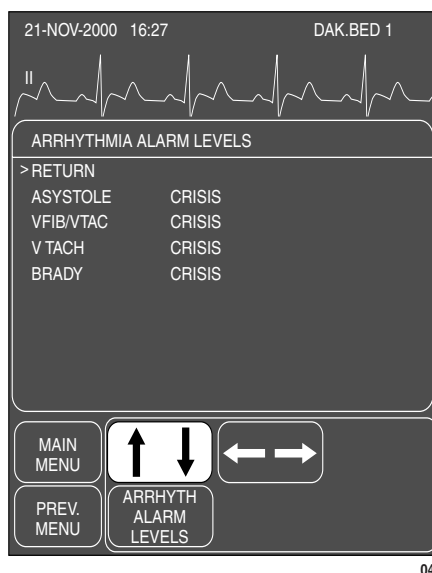 21-NOV-2000 16:27 DAK.BED 1
II
ARRHYTHMIA ALARM LEVELS
>RETURN
ASYSTOLE CRISIS
VFIB/VTAC CRISIS
V TACH CRISIS
BRADY CRISIS
MAIN
MENU
PREV.
MENU
ARRHYTH
ALARM
LEVELS